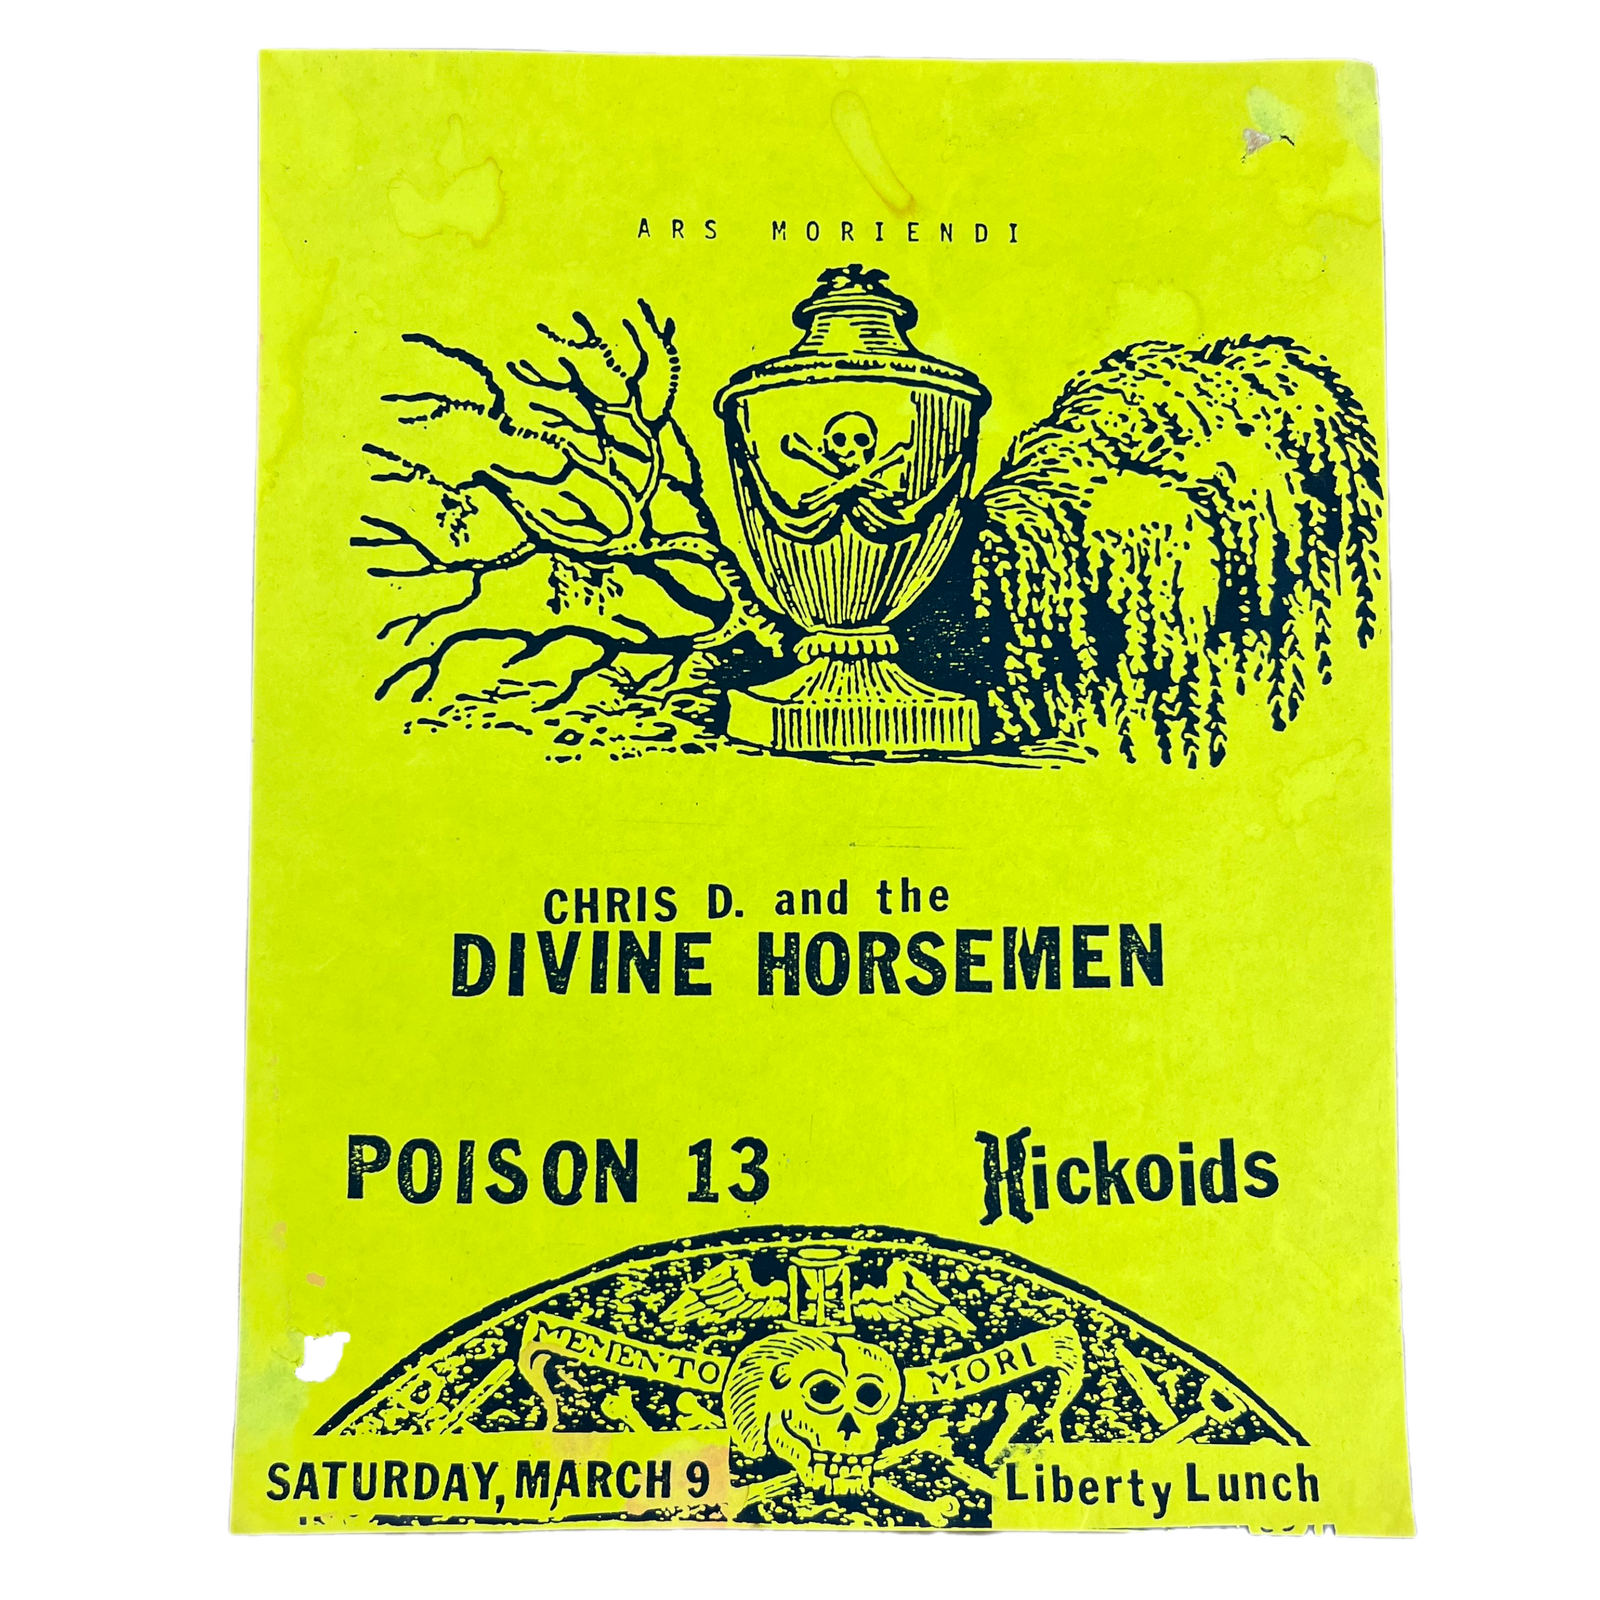 ARS MORIENDI
CHRIS D. and the
DIVINE HORSEMEN
POISON 13
Hickoids
MEMENTO MORI
SATURDAY, MARCH 9
Liberty Lunch